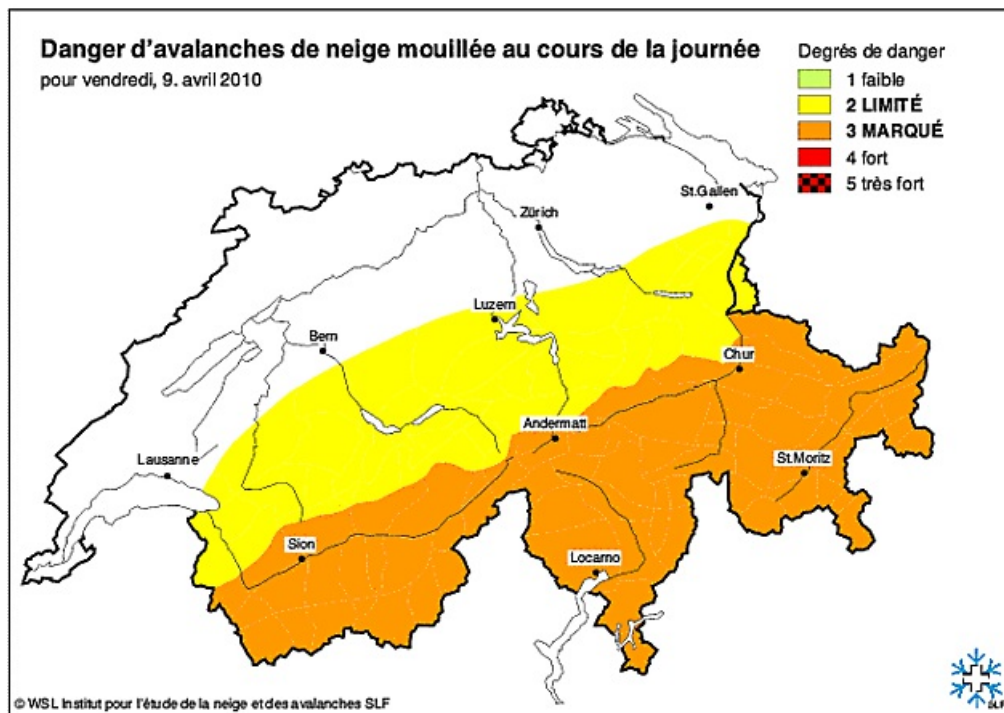 Danger d'avalanches de neige mouillée au cours de la journée
pour vendredi, 9. avril 2010
Degrés de danger
1 faible
2 LIMITÉ
3 MARQUÉ
4 fort
5 très fort
St.Gallen
Zürich
Luzern
Bern
Chur
Andermatt
Lausanne
St.Moritz
Sion
Locarno
© WSL Institut pour l'étude de la neige et des avalanches SLF
SLF